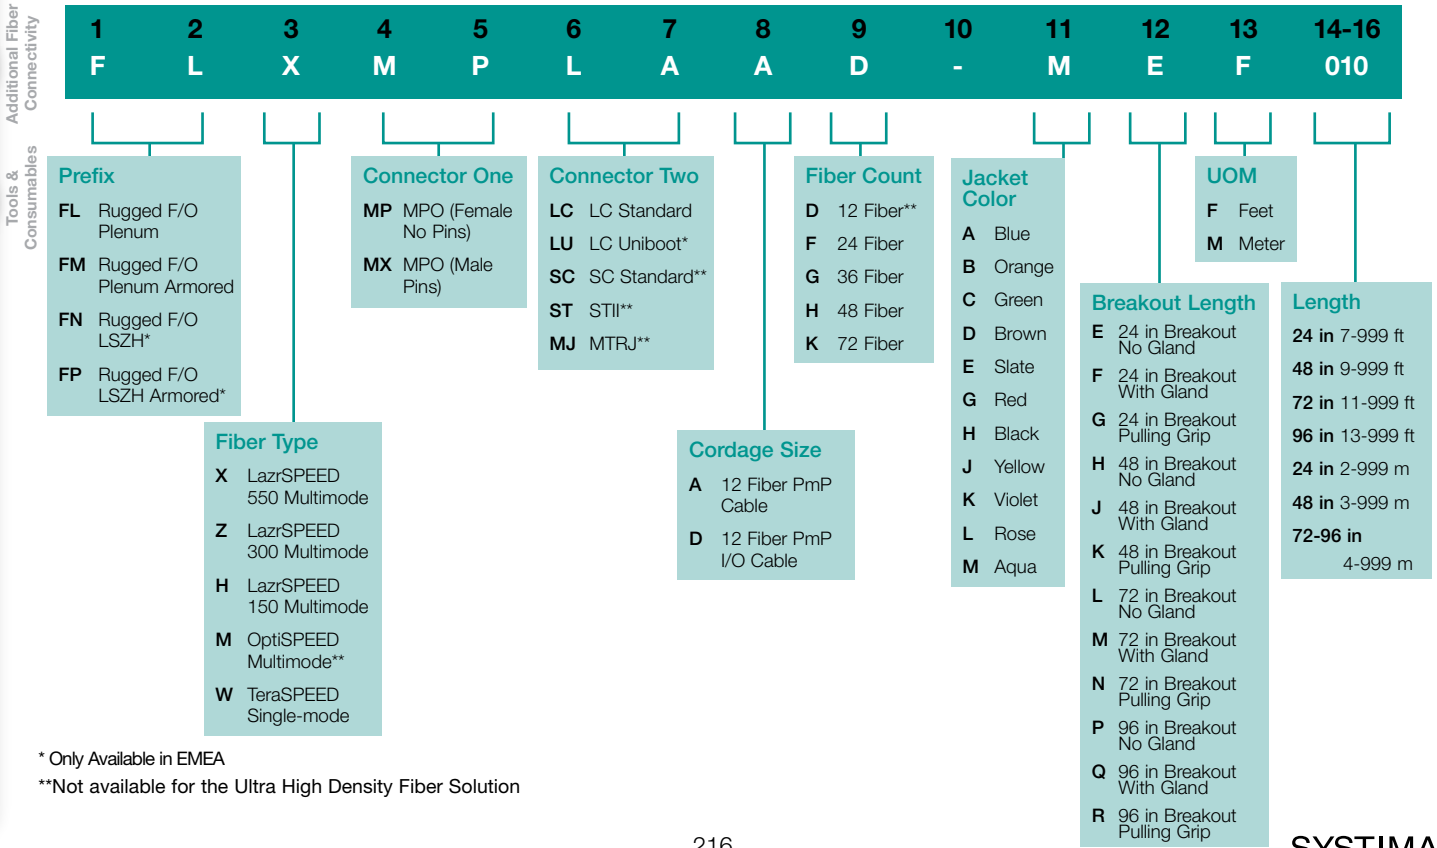 Additional Fiber
Connectivity
Tools &
Consumables
1 2 3 4 5 6 7 8 9 10 11 12 13 14-16
F L X M P L A A D - M E F 010
Prefix
FL Rugged F/O
Plenum
FM Rugged F/O
Plenum Armored
FN Rugged F/O
LSZH*
FP Rugged F/O
LSZH Armored*
Fiber Type
X LazrSPEED
550 Multimode
Z LazrSPEED
300 Multimode
H LazrSPEED
150 Multimode
M OptiSPEED
Multimode**
W TeraSPEED
Single-mode
Connector One
MP MPO (Female
No Pins)
MX MPO (Male
Pins)
Connector Two
LC LC Standard
LU LC Uniboot*
SC SC Standard**
ST STII**
MJ MTRJ**
Cordage Size
A 12 Fiber PmP
Cable
D 12 Fiber PmP
I/O Cable
Fiber Count
D 12 Fiber**
F 24 Fiber
G 36 Fiber
H 48 Fiber
K 72 Fiber
Jacket
Color
A Blue
B Orange
C Green
D Brown
E Slate
G Red
H Black
J Yellow
K Violet
L Rose
M Aqua
Breakout Length
E 24 in Breakout
No Gland
F 24 in Breakout
With Gland
G 24 in Breakout
Pulling Grip
H 48 in Breakout
No Gland
J 48 in Breakout
With Gland
K 48 in Breakout
Pulling Grip
L 72 in Breakout
No Gland
M 72 in Breakout
With Gland
N 72 in Breakout
Pulling Grip
P 96 in Breakout
No Gland
Q 96 in Breakout
With Gland
R 96 in Breakout
Pulling Grip
UOM
F Feet
M Meter
Length
24 in 7-999 ft
48 in 9-999 ft
72 in 11-999 ft
96 in 13-999 ft
24 in 2-999 m
48 in 3-999 m
72-96 in
4-999 m
* Only Available in EMEA
**Not available for the Ultra High Density Fiber Solution
216
SYSTIMA